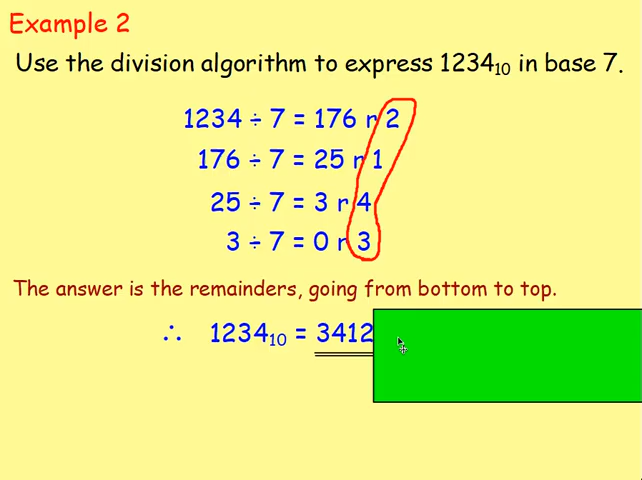 Example 2
Use the division algorithm to express 1234₁₀ in base 7.
1234 ÷ 7 = 176 r 2
176 ÷ 7 = 25 r 1
25 ÷ 7 = 3 r 4
3 ÷ 7 = 0 r 3
The answer is the remainders, going from bottom to top.
∴ 1234₁₀ = 3412